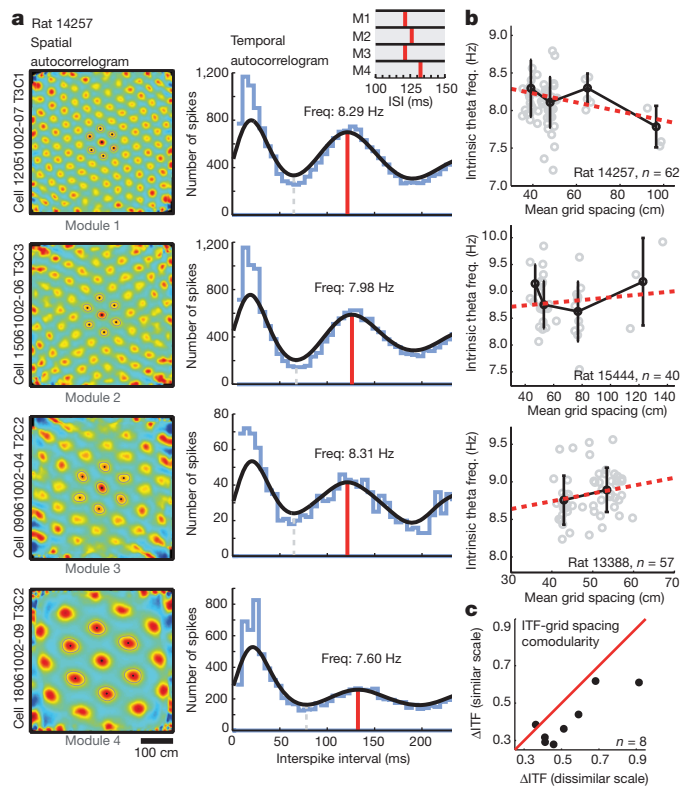 a
Rat 14257
Spatial
autocorrelogram
Temporal
autocorrelogram
M1
M2
M3
M4
100 125 150
ISI (ms)
Cell 12051002-07 T3C1
Module 1
Number of spikes
1,200
800
400
0
Freq: 8.29 Hz
Cell 15061002-06 T3C3
Module 2
Number of spikes
1,600
1,200
800
400
0
Freq: 7.98 Hz
Cell 09061002-04 T2C2
Module 3
Number of spikes
80
60
40
20
0
Freq: 8.31 Hz
Cell 18061002-09 T3C2
Module 4
100 cm
Number of spikes
800
600
400
200
0
Freq: 7.60 Hz
0 50 100 150 200
Interspike interval (ms)
b
Intrinsic theta freq. (Hz)
9.0
8.5
8.0
7.5
7.0
Rat 14257, n = 62
40 60 80 100
Mean grid spacing (cm)
Intrinsic theta freq. (Hz)
10.0
9.5
9.0
8.5
8.0
7.5
Rat 15444, n = 40
40 60 80 100 120 140
Mean grid spacing (cm)
Intrinsic theta freq. (Hz)
9.5
9.0
8.5
8.0
Rat 13388, n = 57
30 40 50 60 70
Mean grid spacing (cm)
c
ITF-grid spacing
comodularity
ΔITF (similar scale)
0.9
0.7
0.5
0.3
n = 8
0.3 0.5 0.7 0.9
ΔITF (dissimilar scale)